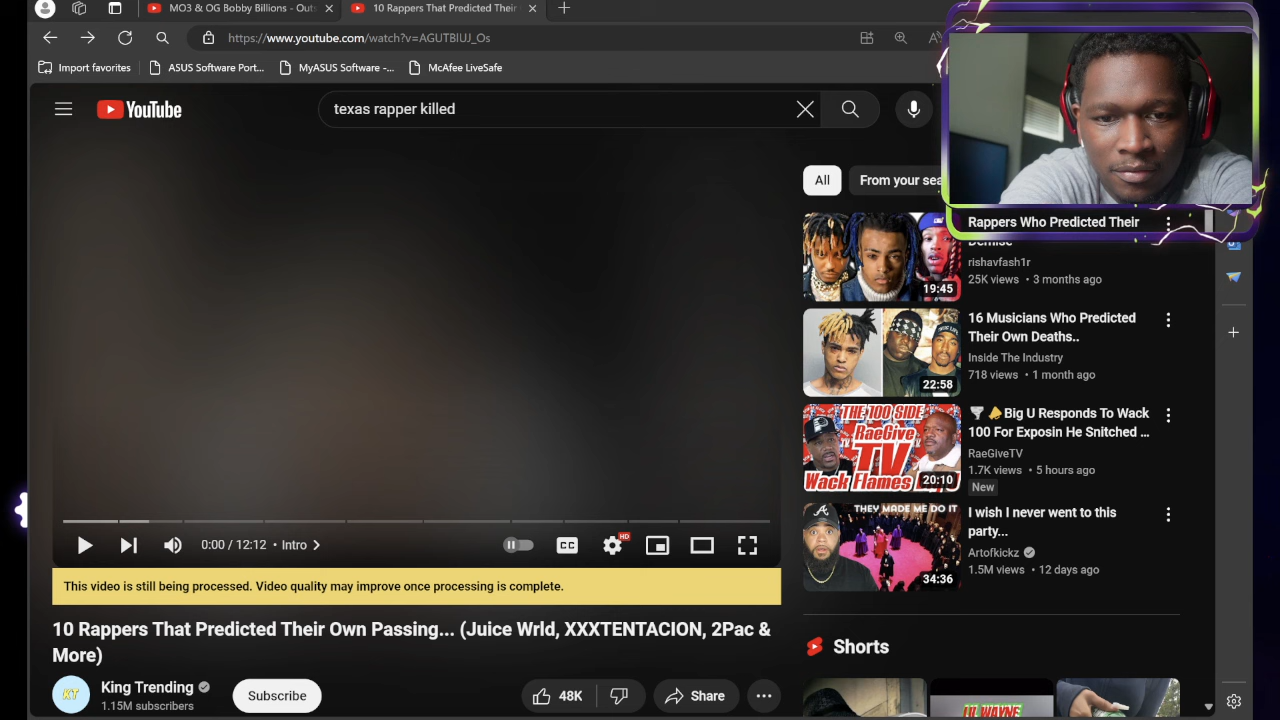 MO3 & OG Bobby Billions - Outs
10 Rappers That Predicted Their
https://www.youtube.com/watch?v=AGUTBIUJ_Os
Import favorites
ASUS Software Port...
MyASUS Software -...
McAfee LiveSafe
YouTube
texas rapper killed
All
From your sea
Rappers Who Predicted Their
Demise
rishavfash1r
25K views • 3 months ago
19:45
16 Musicians Who Predicted
Their Own Deaths..
Inside The Industry
718 views • 1 month ago
22:58
THE 100 SIDE
RaeGive
TV
Wack Flames
20:10
Big U Responds To Wack
100 For Exposin He Snitched ...
RaeGiveTV
1.7K views • 5 hours ago
New
THEY MADE ME DO IT
34:36
I wish I never went to this
party...
Artofkickz
1.5M views • 12 days ago
0:00 / 12:12 • Intro
CC
HD
This video is still being processed. Video quality may improve once processing is complete.
10 Rappers That Predicted Their Own Passing... (Juice Wrld, XXXTENTACION, 2Pac &
More)
KT
King Trending
1.15M subscribers
Subscribe
48K
Share
Shorts
LIL WAYNE